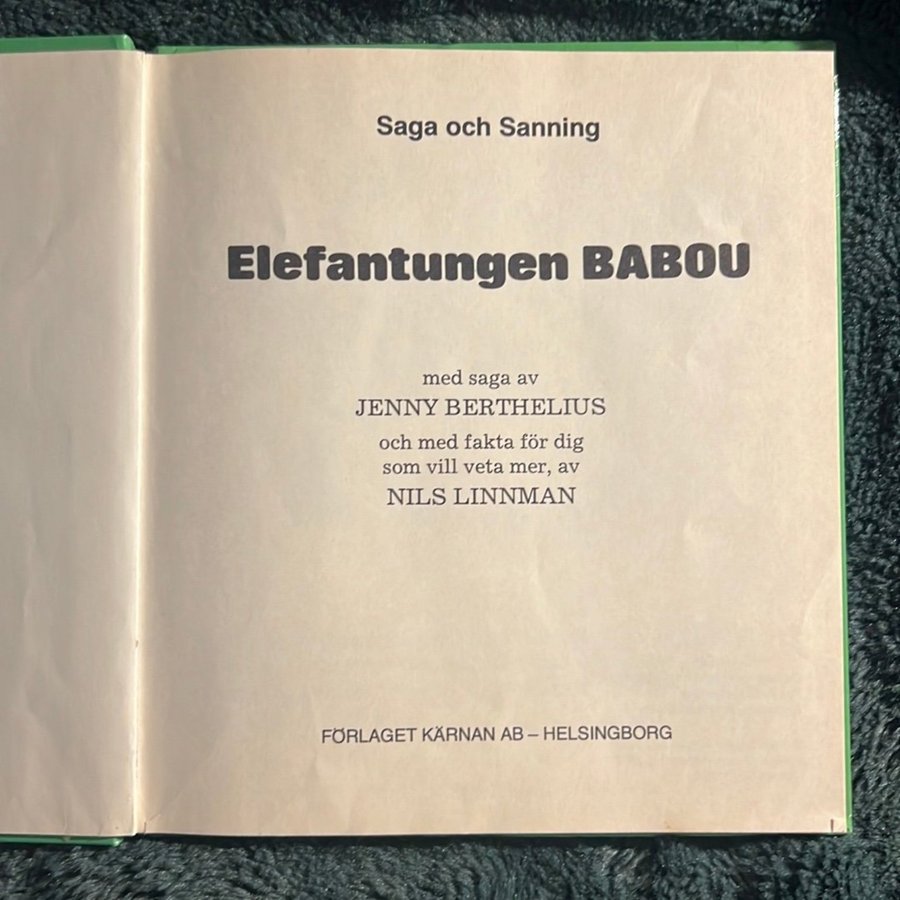 Saga och Sanning
Elefantungen BABOU
med saga av
JENNY BERTHELIUS
och med fakta för dig
som vill veta mer, av
NILS LINNMAN
FÖRLAGET KÄRNAN AB – HELSINGBORG